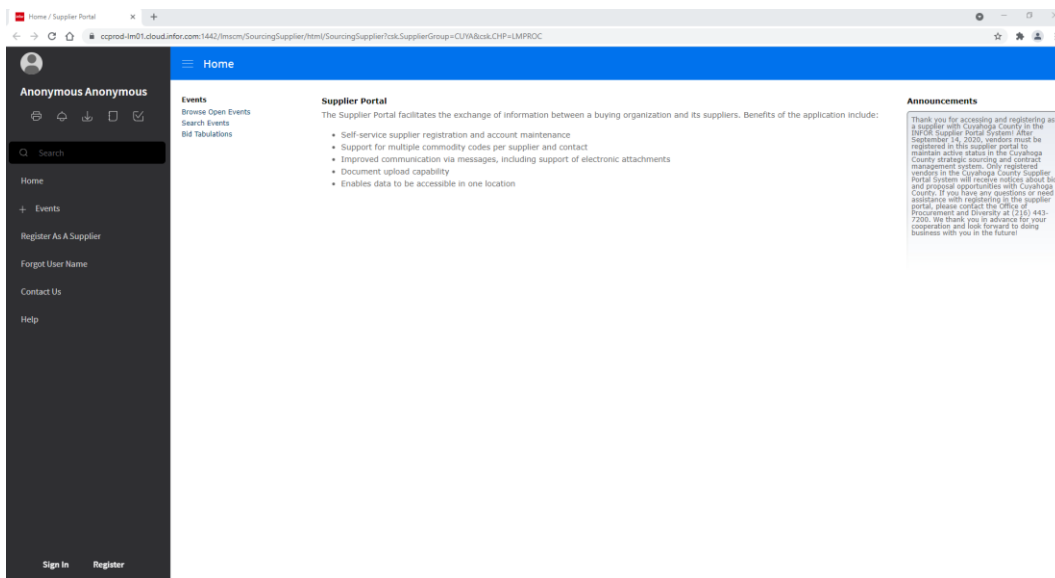 Home / Supplier Portal
ccprod-lm01.cloud.infor.com:1442/lmscm/SourcingSupplier/html/SourcingSupplier?csk.SupplierGroup=CUYA&csk.CHP=LMPROC
Anonymous Anonymous
Search
Home
Events
Register As A Supplier
Forgot User Name
Contact Us
Help
Sign In Register
Home
Events
Browse Open Events
Search Events
Bid Tabulations
Supplier Portal
The Supplier Portal facilitates the exchange of information between a buying organization and its suppliers. Benefits of the application include:
Self-service supplier registration and account maintenance
Support for multiple commodity codes per supplier and contact
Improved communication via messages, including support of electronic attachments
Document upload capability
Enables data to be accessible in one location
Announcements
Thank you for accessing and registering as
a supplier with Cuyahoga County in the
INFOR Supplier Portal System! After
September 14, 2020, vendors must be
registered in this supplier portal to
maintain active status in the Cuyahoga
County strategic sourcing and contract
management system. Only registered
vendors in the Cuyahoga County Supplier
Portal System will receive notices about bi
and proposal opportunities with Cuyahoga
County. If you have any questions or need
assistance with registering in the supplier
portal, please contact the Office of
Procurement and Diversity at (216) 443-
7200. We thank you in advance for your
cooperation and look forward to doing
business with you in the future!